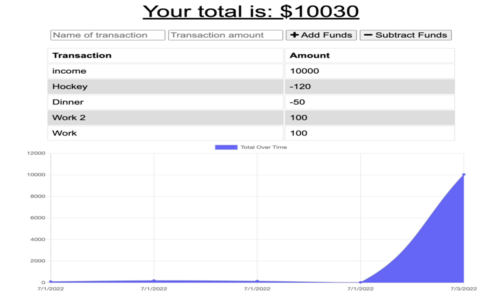 Your total is: $10030
Name of transaction Transaction amount + Add Funds − Subtract Funds
Transaction Amount
income 10000
Hockey -120
Dinner -50
Work 2 100
Work 100
Total Over Time
12000
10000
8000
6000
4000
2000
0
7/1/2022 7/1/2022 7/1/2022 7/1/2022 7/3/2022